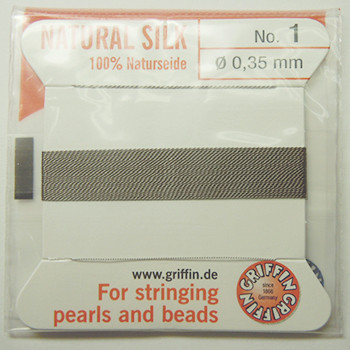 NATURAL SILK
100% Naturseide
No. 1
Ø 0,35 mm
www.griffin.de
For stringing
pearls and beads
GRIFFIN GRIFFIN
since
1866
Germany